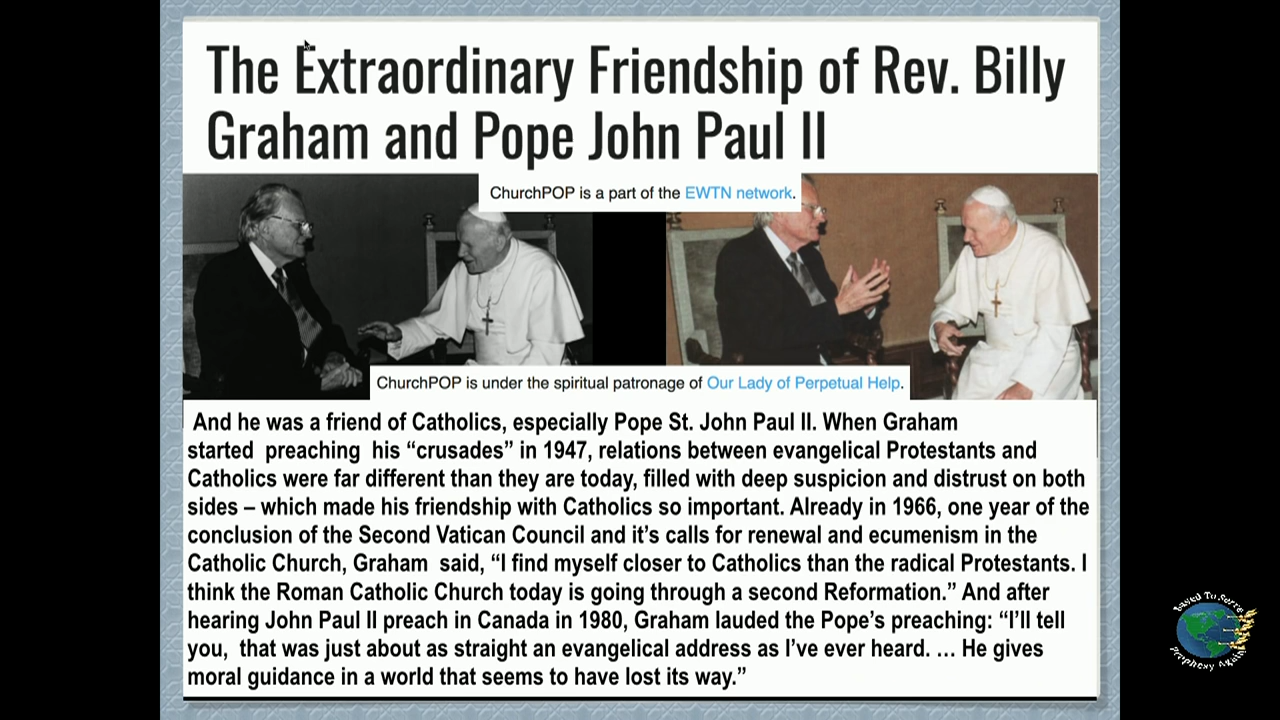 The Extraordinary Friendship of Rev. Billy
Graham and Pope John Paul II
ChurchPOP is a part of the EWTN network.
ChurchPOP is under the spiritual patronage of Our Lady of Perpetual Help.
And he was a friend of Catholics, especially Pope St. John Paul II. When Graham
started preaching his “crusades” in 1947, relations between evangelical Protestants and
Catholics were far different than they are today, filled with deep suspicion and distrust on both
sides – which made his friendship with Catholics so important. Already in 1966, one year of the
conclusion of the Second Vatican Council and it’s calls for renewal and ecumenism in the
Catholic Church, Graham said, “I find myself closer to Catholics than the radical Protestants. I
think the Roman Catholic Church today is going through a second Reformation.” And after
hearing John Paul II preach in Canada in 1980, Graham lauded the Pope’s preaching: “I’ll tell
you, that was just about as straight an evangelical address as I’ve ever heard. … He gives
moral guidance in a world that seems to have lost its way.”
Prophecy Again